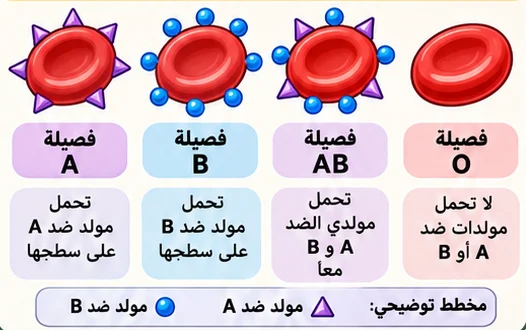 فصيلة
A
فصيلة
B
فصيلة
AB
فصيلة
O
تحمل
مولد ضد A
على سطحها
تحمل
مولد ضد B
على سطجها
تحمل
مولدي الضد
A و B
معاً
لا تحمل
مولدات ضد
A أو B
مخطط توضيحي: مولد ضد A مولد ضد B